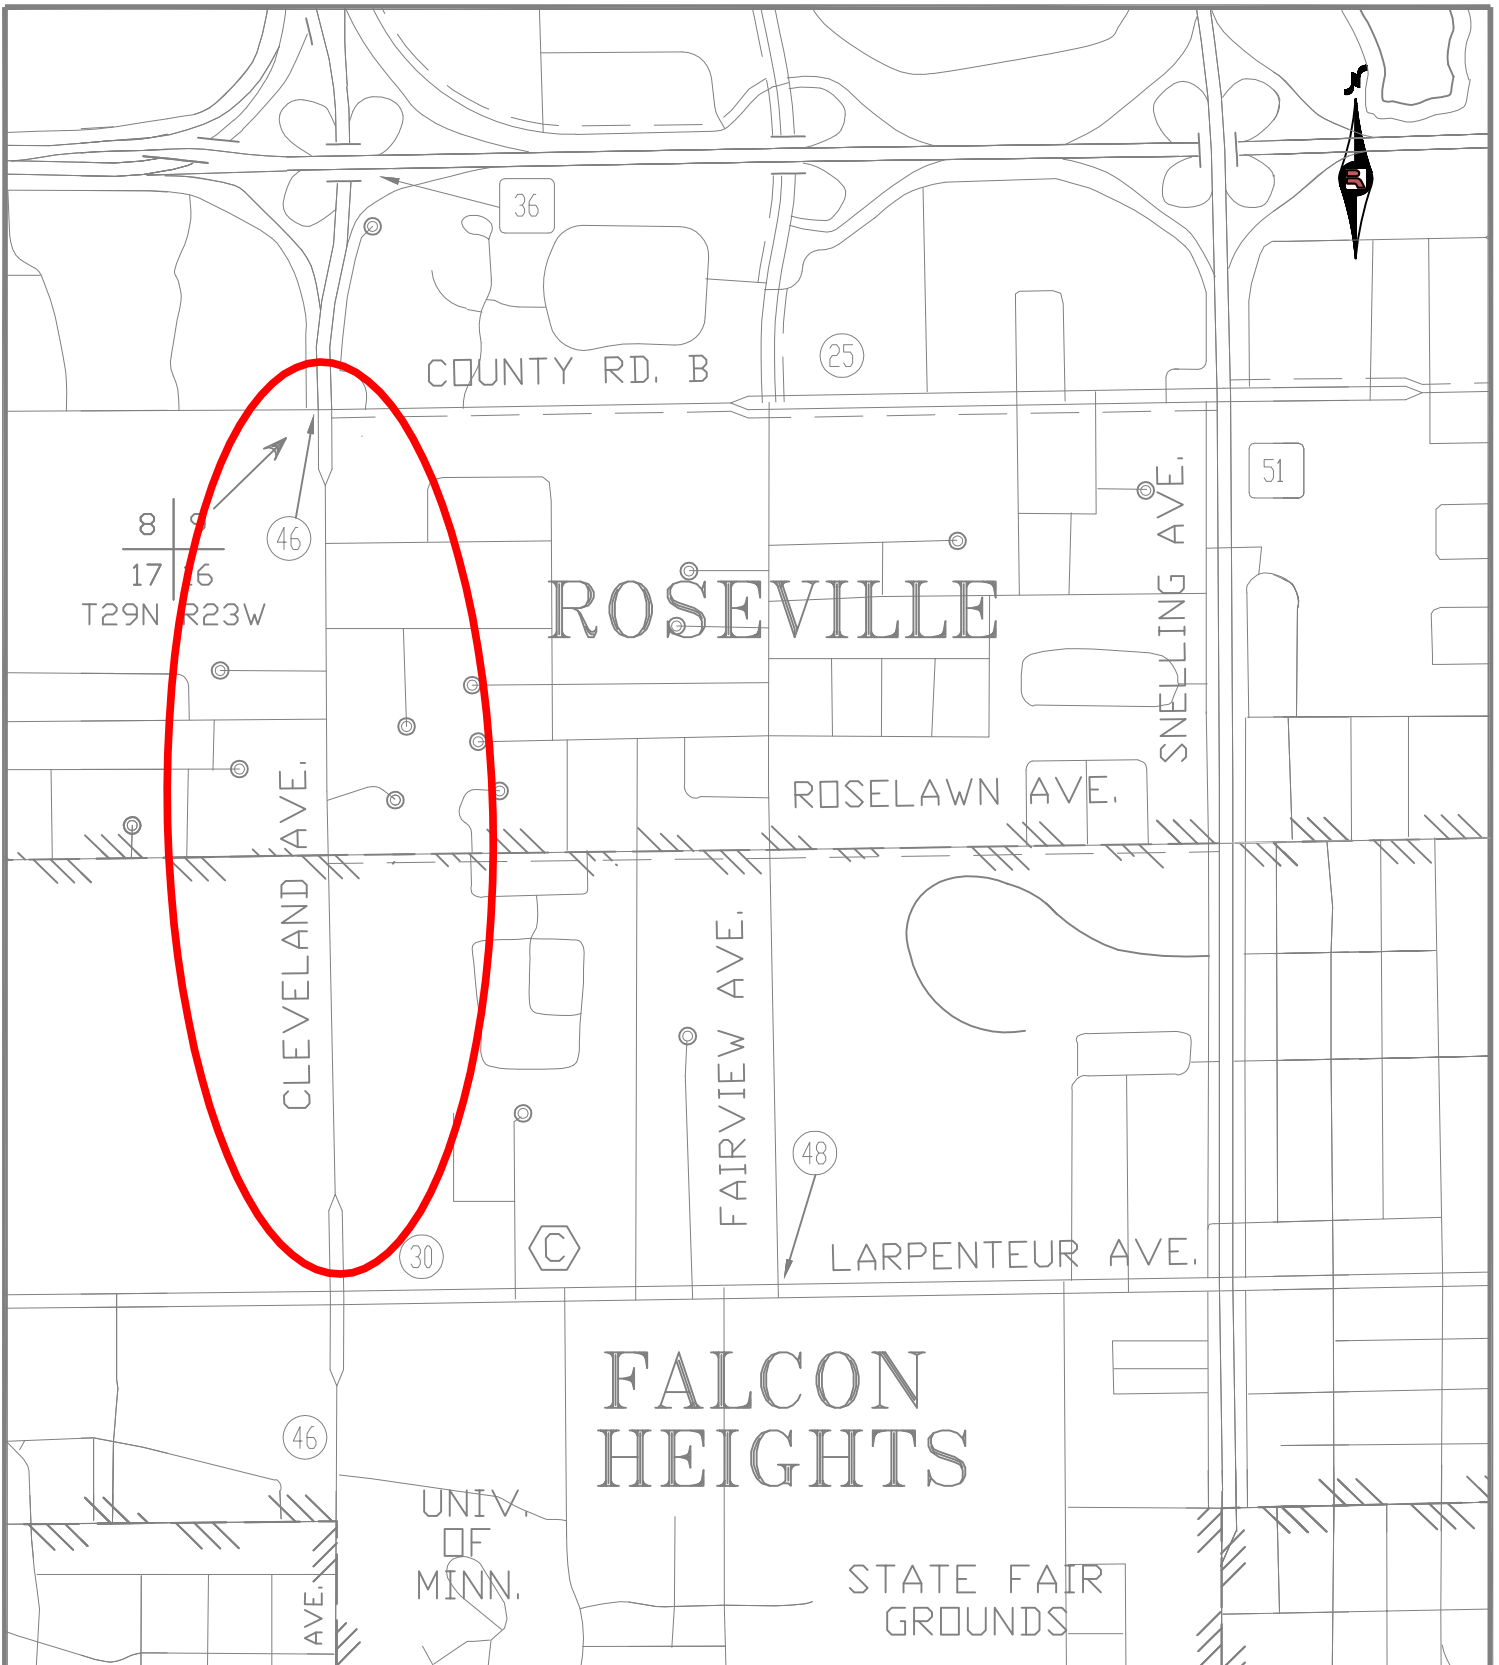 N
R
36
COUNTY RD. B
25
51
8 9
46
17 16
T29N R23W
ROSEVILLE
SNELLING AVE.
ROSELAWN AVE.
CLEVELAND AVE.
FAIRVIEW AVE.
48
30
C
LARPENTEUR AVE.
FALCON
HEIGHTS
46
UNIV.
OF
MINN.
STATE FAIR
GROUNDS
AVE.